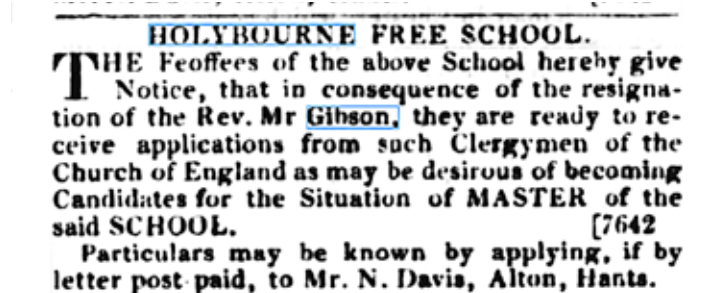 HOLYBOURNE FREE SCHOOL.
THE Feoffees of the above School hereby give
Notice, that in consequence of the resigna-
tion of the Rev. Mr Gibson, they are ready to re-
ceive applications from such Clergymen of the
Church of England as may be desirous of becoming
Candidates for the Situation of MASTER of the
said SCHOOL. [7642
Particulars may be known by applying, if by
letter post paid, to Mr. N. Davis, Alton, Hants.